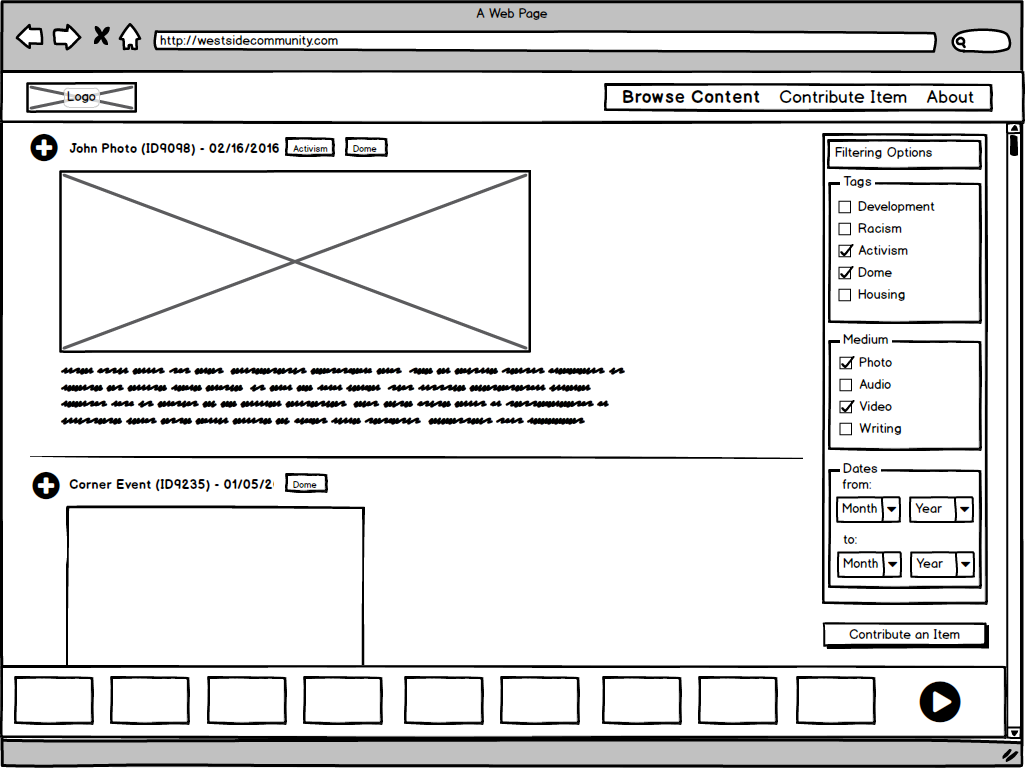 A Web Page
http://westsidecommunity.com
Logo
Browse Content Contribute Item About
John Photo (ID9098) - 02/16/2016 Activism Dome
Filtering Options
Tags
Development
Racism
Activism
Dome
Housing
Medium
Photo
Audio
Video
Writing
Corner Event (ID9235) - 01/05/2 Dome
Dates
from:
Month Year
to:
Month Year
Contribute an Item